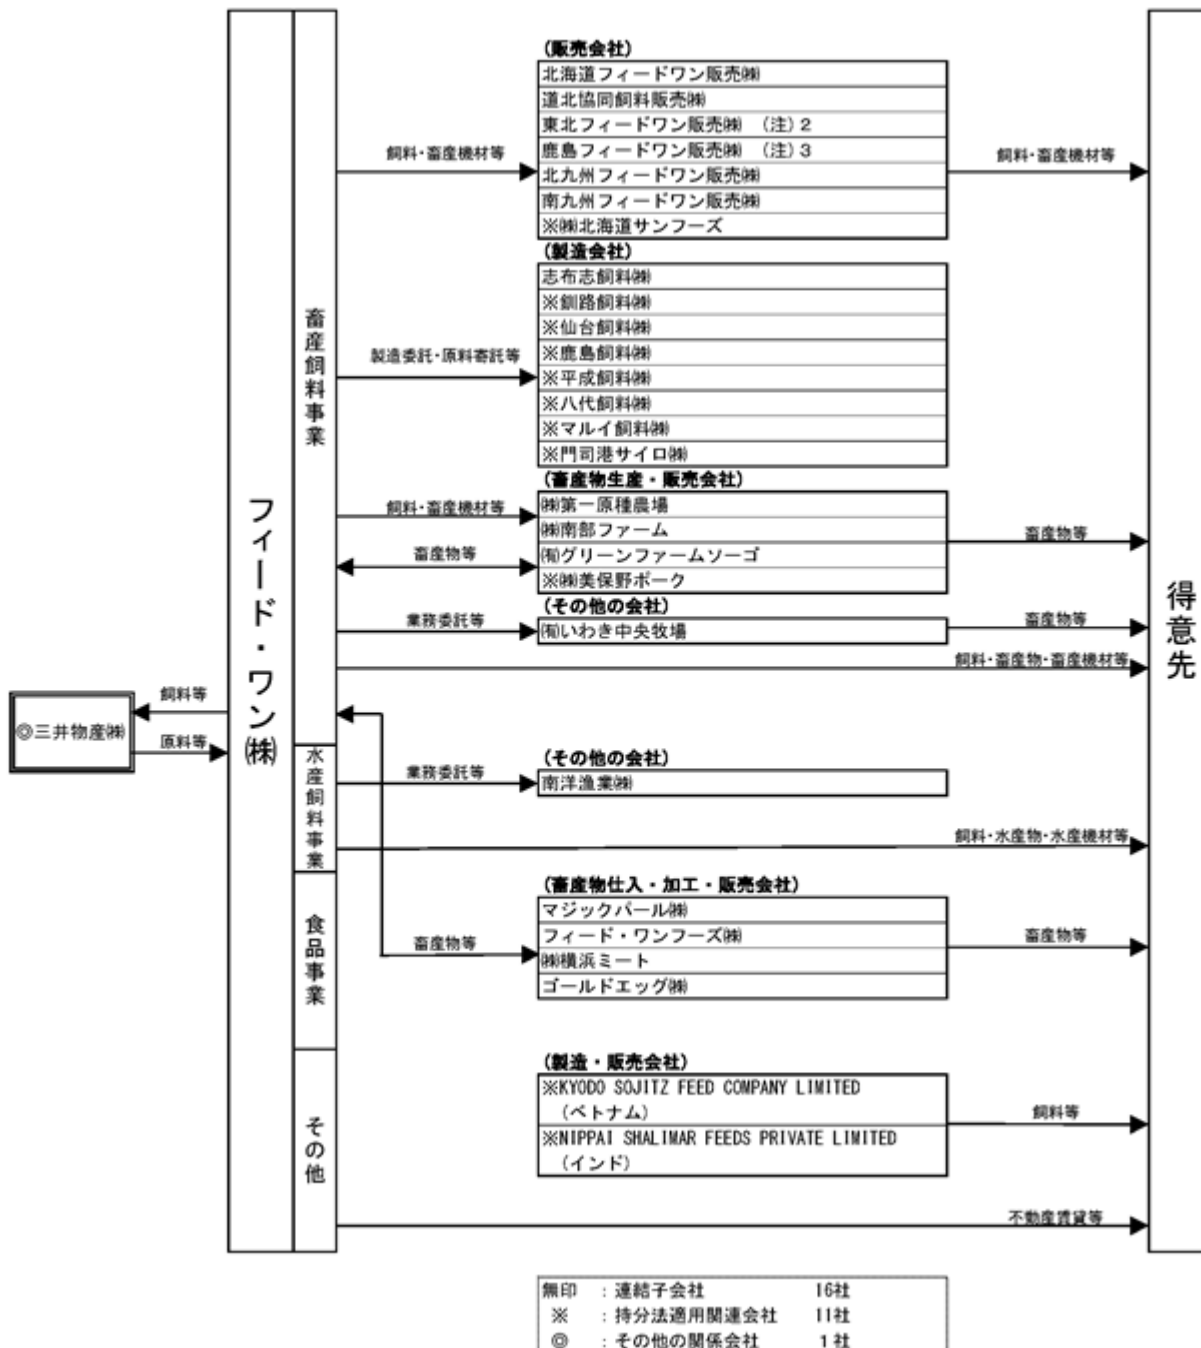 (販売会社)
北海道フィードワン販売㈱
道北協同飼料販売㈱
東北フィードワン販売㈱ (注)2
鹿島フィードワン販売㈱ (注)3
北九州フィードワン販売㈱
南九州フィードワン販売㈱
※㈱北海道サンフーズ
飼料・畜産機材等
飼料・畜産機材等
(製造会社)
志布志飼料㈱
※釧路飼料㈱
※仙台飼料㈱
※鹿島飼料㈱
※平成飼料㈱
※八代飼料㈱
※マルイ飼料㈱
※門司港サイロ㈱
製造委託・原料寄託等
畜産飼料事業
(畜産物生産・販売会社)
㈱第一原種農場
㈱南部ファーム
㈲グリーンファームソーゴ
※㈱美保野ポーク
飼料・畜産機材等
畜産物等
畜産物等
(その他の会社)
㈲いわき中央牧場
業務委託等
畜産物等
飼料・畜産物・畜産機材等
フィード・ワン㈱
得意先
◎三井物産㈱
飼料等
原料等
水産飼料事業
(その他の会社)
南洋漁業㈱
業務委託等
飼料・水産物・水産機材等
食品事業
(畜産物仕入・加工・販売会社)
マジックパール㈱
フィード・ワンフーズ㈱
㈱横浜ミート
ゴールドエッグ㈱
畜産物等
畜産物等
その他
(製造・販売会社)
※KYODO SOJITZ FEED COMPANY LIMITED
(ベトナム)
※NIPPAI SHALIMAR FEEDS PRIVATE LIMITED
(インド)
飼料等
不動産賃貸等
無印 : 連結子会社 16社
※ : 持分法適用関連会社 11社
◎ : その他の関係会社 1社